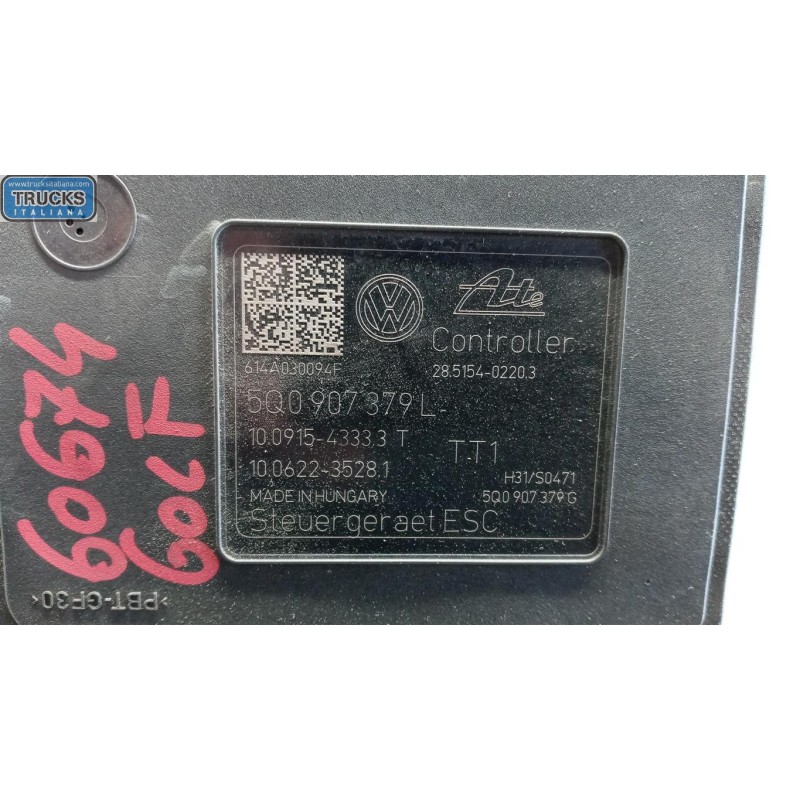 www.trucksitaliana.com
TRUCKS
ITALIANA
60674
GOLF
>PBT-GF30<
VW
Ate
Controller
614A030094F
28.5154-0220.3
5Q0 907 379 L
10.0915-4333.3 T
TT1
10.0622-3528.1
H31/S0471
MADE IN HUNGARY
5Q0 907 379 G
Steuergeraet ESC